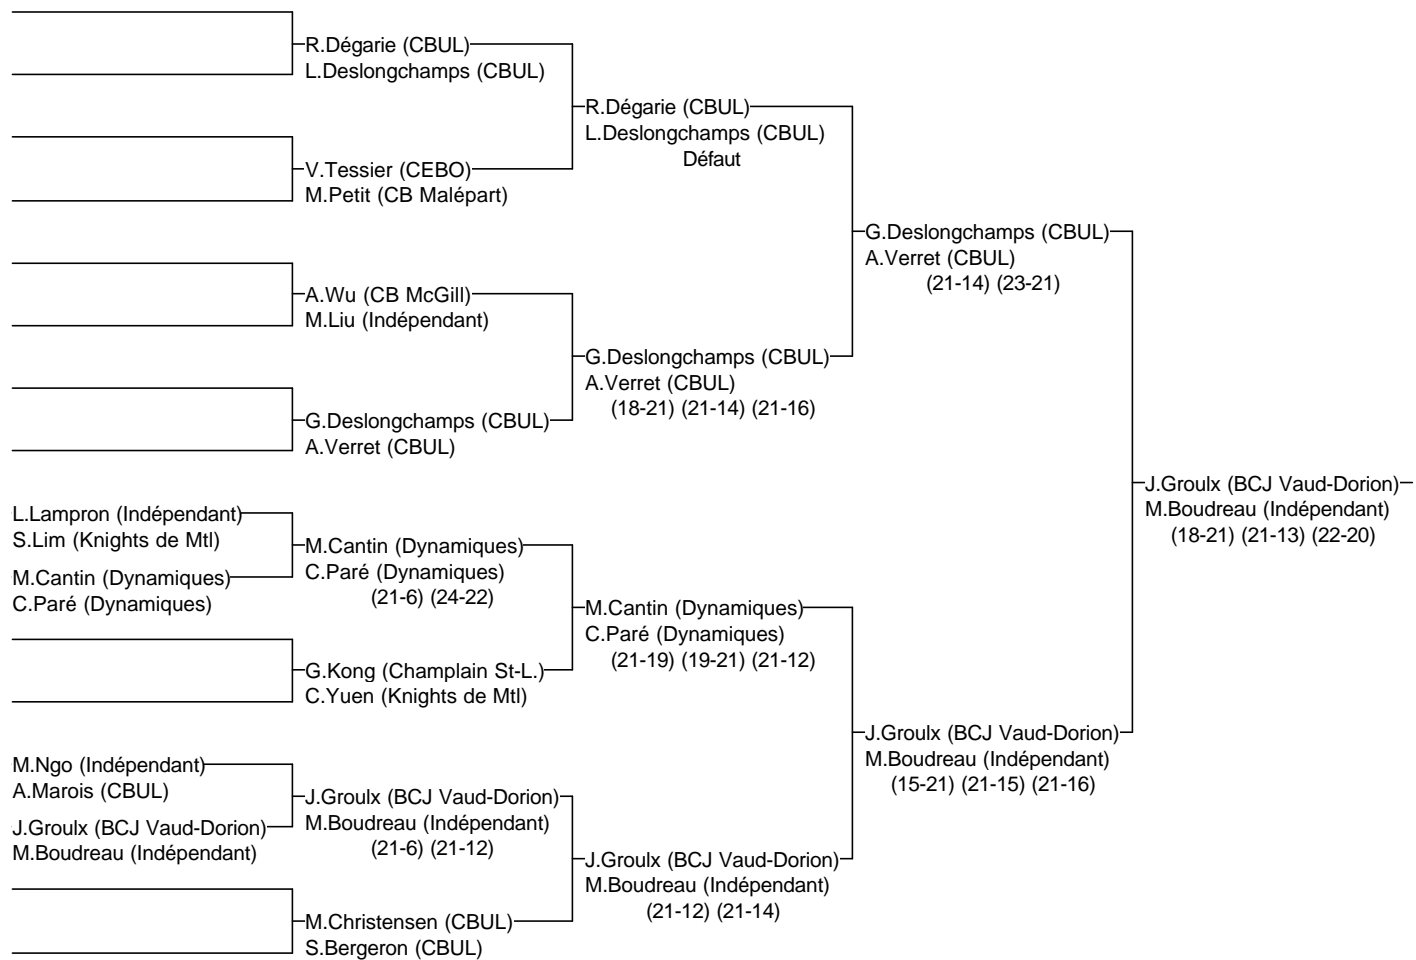 R.Dégarie (CBUL)
L.Deslongchamps (CBUL)
V.Tessier (CEBO)
M.Petit (CB Malépart)
A.Wu (CB McGill)
M.Liu (Indépendant)
G.Deslongchamps (CBUL)
A.Verret (CBUL)
L.Lampron (Indépendant)
S.Lim (Knights de Mtl)
M.Cantin (Dynamiques)
C.Paré (Dynamiques)
M.Cantin (Dynamiques)
C.Paré (Dynamiques)
(21-6) (24-22)
G.Kong (Champlain St-L.)
C.Yuen (Knights de Mtl)
M.Ngo (Indépendant)
A.Marois (CBUL)
J.Groulx (BCJ Vaud-Dorion)
M.Boudreau (Indépendant)
J.Groulx (BCJ Vaud-Dorion)
M.Boudreau (Indépendant)
(21-6) (21-12)
M.Christensen (CBUL)
S.Bergeron (CBUL)
R.Dégarie (CBUL)
L.Deslongchamps (CBUL)
Défaut
G.Deslongchamps (CBUL)
A.Verret (CBUL)
(18-21) (21-14) (21-16)
M.Cantin (Dynamiques)
C.Paré (Dynamiques)
(21-19) (19-21) (21-12)
J.Groulx (BCJ Vaud-Dorion)
M.Boudreau (Indépendant)
(21-12) (21-14)
G.Deslongchamps (CBUL)
A.Verret (CBUL)
(21-14) (23-21)
J.Groulx (BCJ Vaud-Dorion)
M.Boudreau (Indépendant)
(15-21) (21-15) (21-16)
J.Groulx (BCJ Vaud-Dorion)
M.Boudreau (Indépendant)
(18-21) (21-13) (22-20)